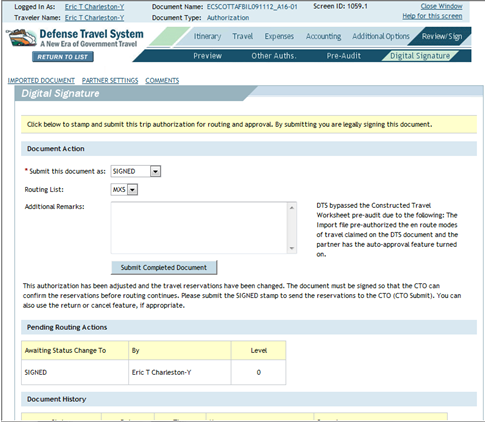 Logged In As: Eric T Charleston-Y Document Name: ECSCOTTAFBIL091112_A16-01 Screen ID: 1059.1 Close Window
Traveler Name: Eric T Charleston-Y Document Type: Authorization Help for this screen
Defense Travel System
A New Era of Government Travel
Itinerary Travel Expenses Accounting Additional Options Review/Sign
RETURN TO LIST
Preview Other Auths. Pre-Audit Digital Signature
IMPORTED DOCUMENT PARTNER SETTINGS COMMENTS
Digital Signature
Click below to stamp and submit this trip authorization for routing and approval. By submitting you are legally signing this document.
Document Action
* Submit this document as: SIGNED
Routing List: MXS
Additional Remarks:
DTS bypassed the Constructed Travel
Worksheet pre-audit due to the following: The
Import file pre-authorized the en route modes
of travel claimed on the DTS document and the
partner has the auto-approval feature turned
on.
Submit Completed Document
This authorization has been adjusted and the travel reservations have been changed. The document must be signed so that the CTO can
confirm the reservations before routing continues. Please submit the SIGNED stamp to send the reservations to the CTO (CTO Submit). You can
also use the return or cancel feature, if appropriate.
Pending Routing Actions
Awaiting Status Change To By Level
SIGNED Eric T Charleston-Y 0
Document History